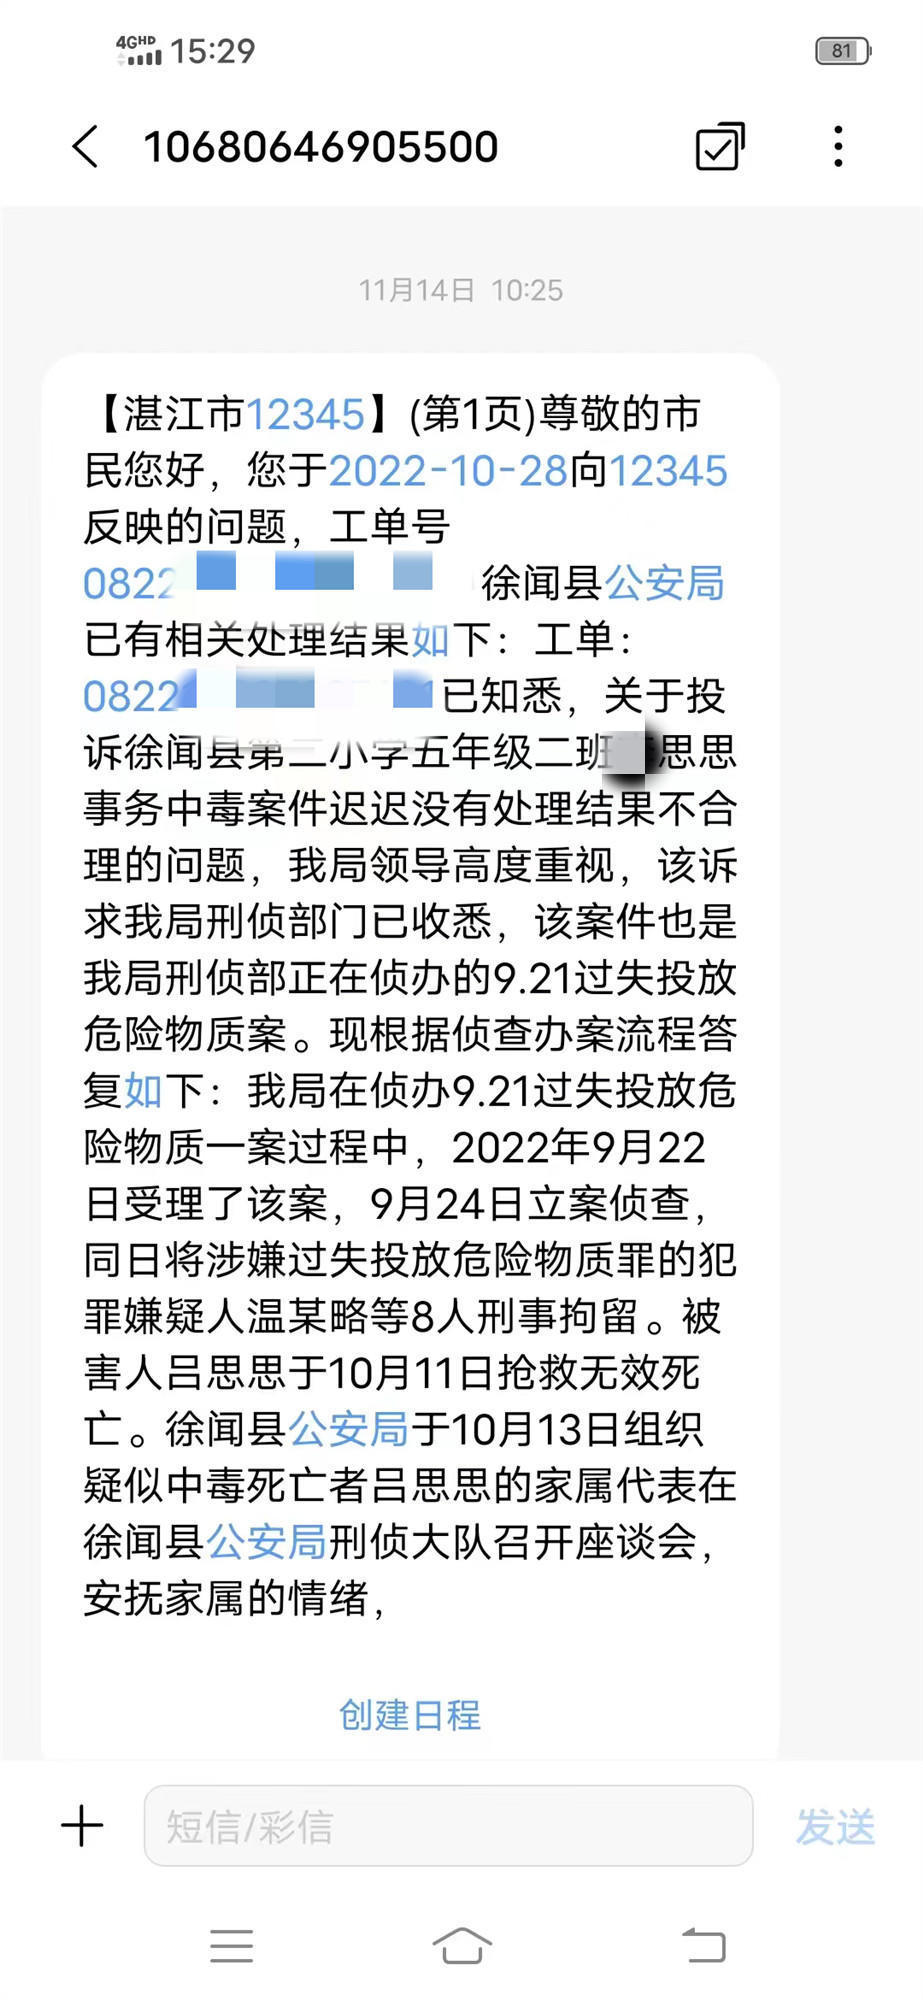 4GHD 15:29 81
10680646905500
11月14日 10:25
【湛江市12345】(第1页)尊敬的市
民您好，您于2022-10-28向12345
反映的问题，工单号
0822 徐闻县公安局
已有相关处理结果如下：工单：
0822 已知悉，关于投
诉徐闻县第二小学五年级二班 思思
事务中毒案件迟迟没有处理结果不合
理的问题，我局领导高度重视，该诉
求我局刑侦部门已收悉，该案件也是
我局刑侦部正在侦办的9.21过失投放
危险物质案。现根据侦查办案流程答
复如下：我局在侦办9.21过失投放危
险物质一案过程中，2022年9月22
日受理了该案，9月24日立案侦查，
同日将涉嫌过失投放危险物质罪的犯
罪嫌疑人温某略等8人刑事拘留。被
害人吕思思于10月11日抢救无效死
亡。徐闻县公安局于10月13日组织
疑似中毒死亡者吕思思的家属代表在
徐闻县公安局刑侦大队召开座谈会，
安抚家属的情绪，
创建日程
短信/彩信 发送